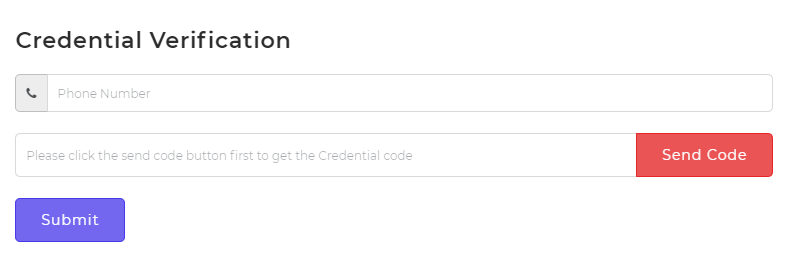 Credential Verification
Phone Number
Please click the send code button first to get the Credential code
Send Code
Submit